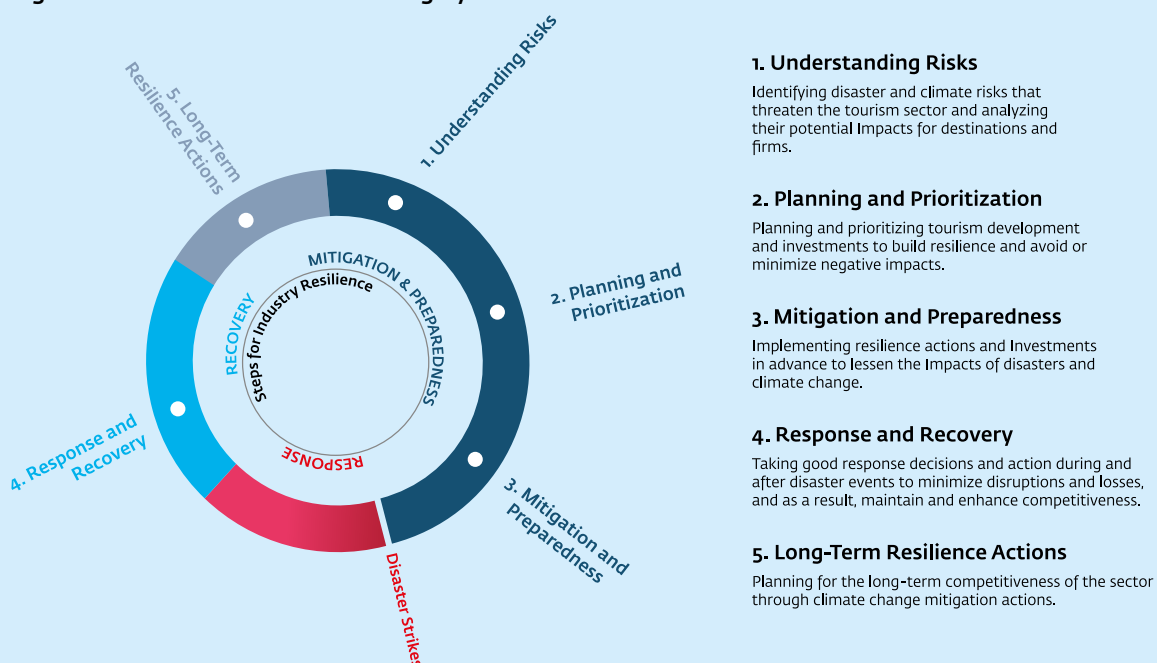 1. Understanding Risks
2. Planning and
Prioritization
3. Mitigation and
Preparedness
Disaster Strikes
4. Response and
Recovery
5. Long-Term
Resilience Actions
MITIGATION & PREPAREDNESS
RESPONSE
RECOVERY
Steps for Industry Resilience
1. Understanding Risks
Identifying disaster and climate risks that
threaten the tourism sector and analyzing
their potential Impacts for destinations and
firms.
2. Planning and Prioritization
Planning and prioritizing tourism development
and investments to build resilience and avoid or
minimize negative impacts.
3. Mitigation and Preparedness
Implementing resilience actions and Investments
in advance to lessen the Impacts of disasters and
climate change.
4. Response and Recovery
Taking good response decisions and action during and
after disaster events to minimize disruptions and losses,
and as a result, maintain and enhance competitiveness.
5. Long-Term Resilience Actions
Planning for the long-term competitiveness of the sector
through climate change mitigation actions.